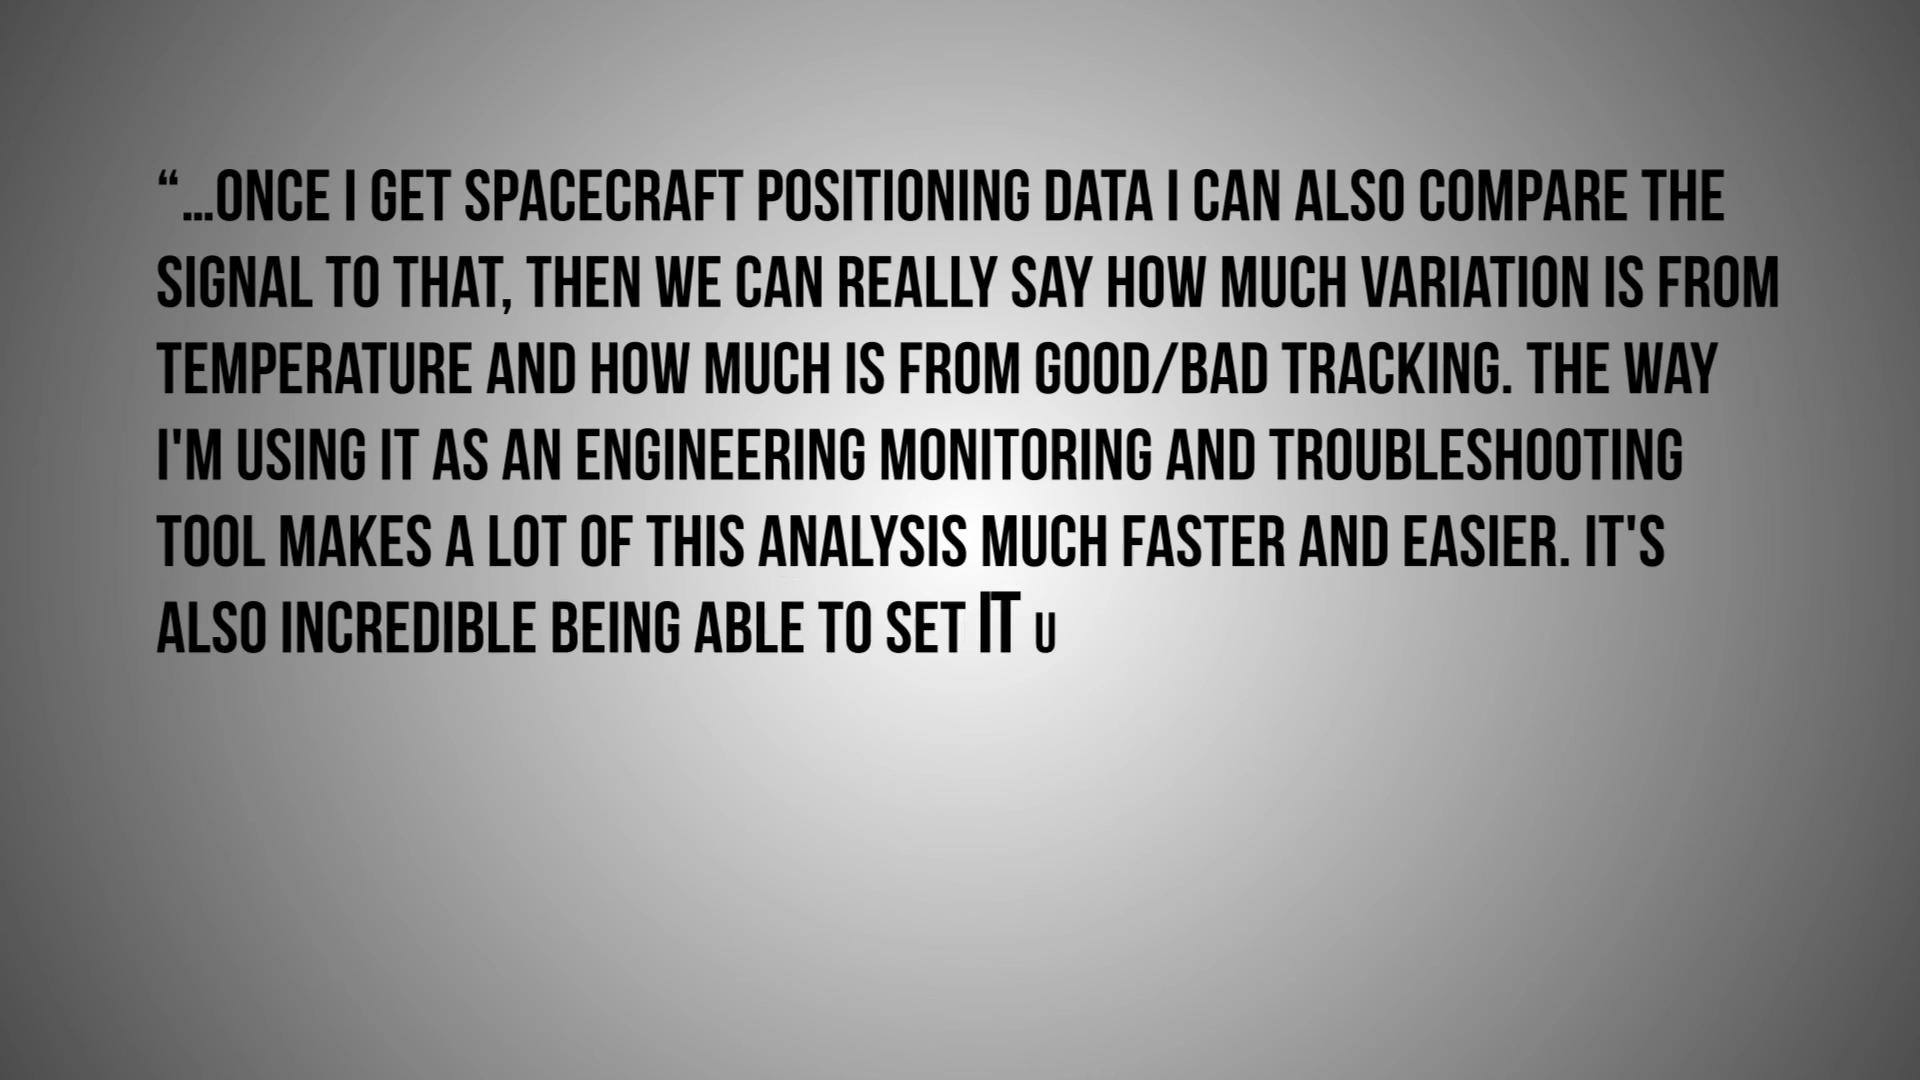 “…ONCE I GET SPACECRAFT POSITIONING DATA I CAN ALSO COMPARE THE
SIGNAL TO THAT, THEN WE CAN REALLY SAY HOW MUCH VARIATION IS FROM
TEMPERATURE AND HOW MUCH IS FROM GOOD/BAD TRACKING. THE WAY
I'M USING IT AS AN ENGINEERING MONITORING AND TROUBLESHOOTING
TOOL MAKES A LOT OF THIS ANALYSIS MUCH FASTER AND EASIER. IT'S
ALSO INCREDIBLE BEING ABLE TO SET IT U